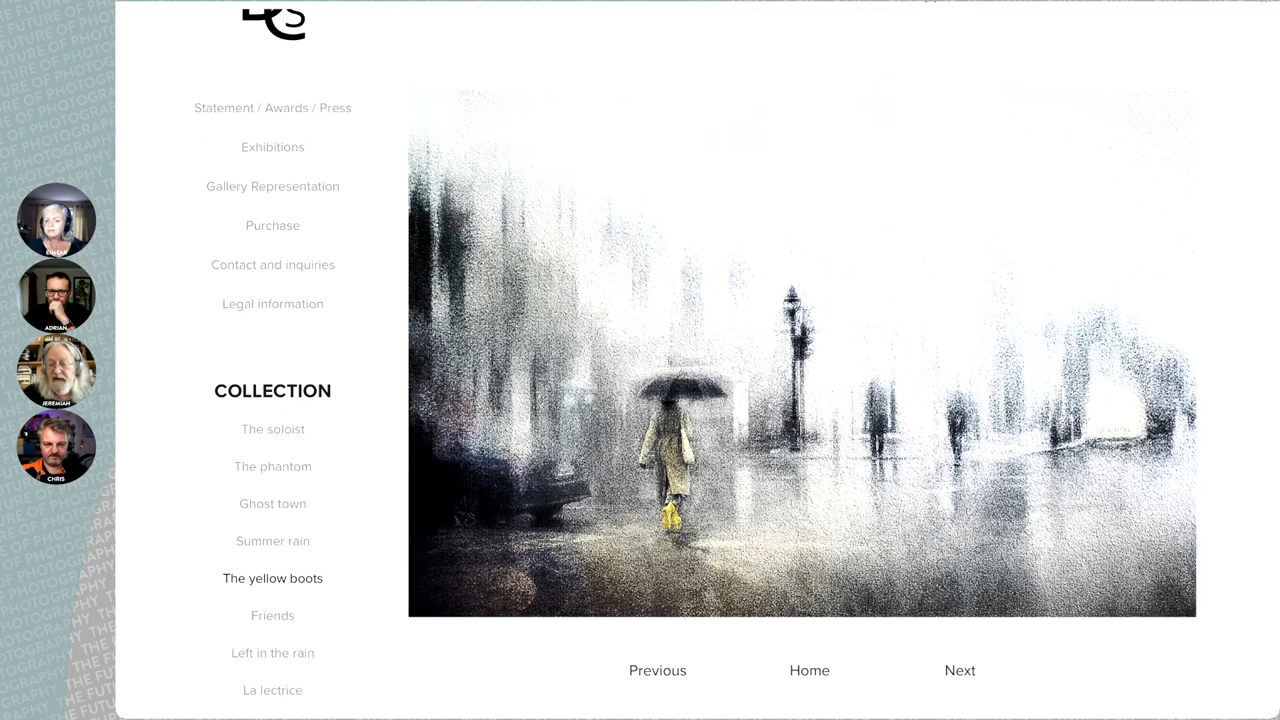 Statement / Awards / Press
Exhibitions
Gallery Representation
Purchase
Contact and inquiries
Legal information
COLLECTION
The soloist
The phantom
Ghost town
Summer rain
The yellow boots
Friends
Left in the rain
La lectrice
Previous Home Next
ADRIAN
JEREMIAH
CHRIS